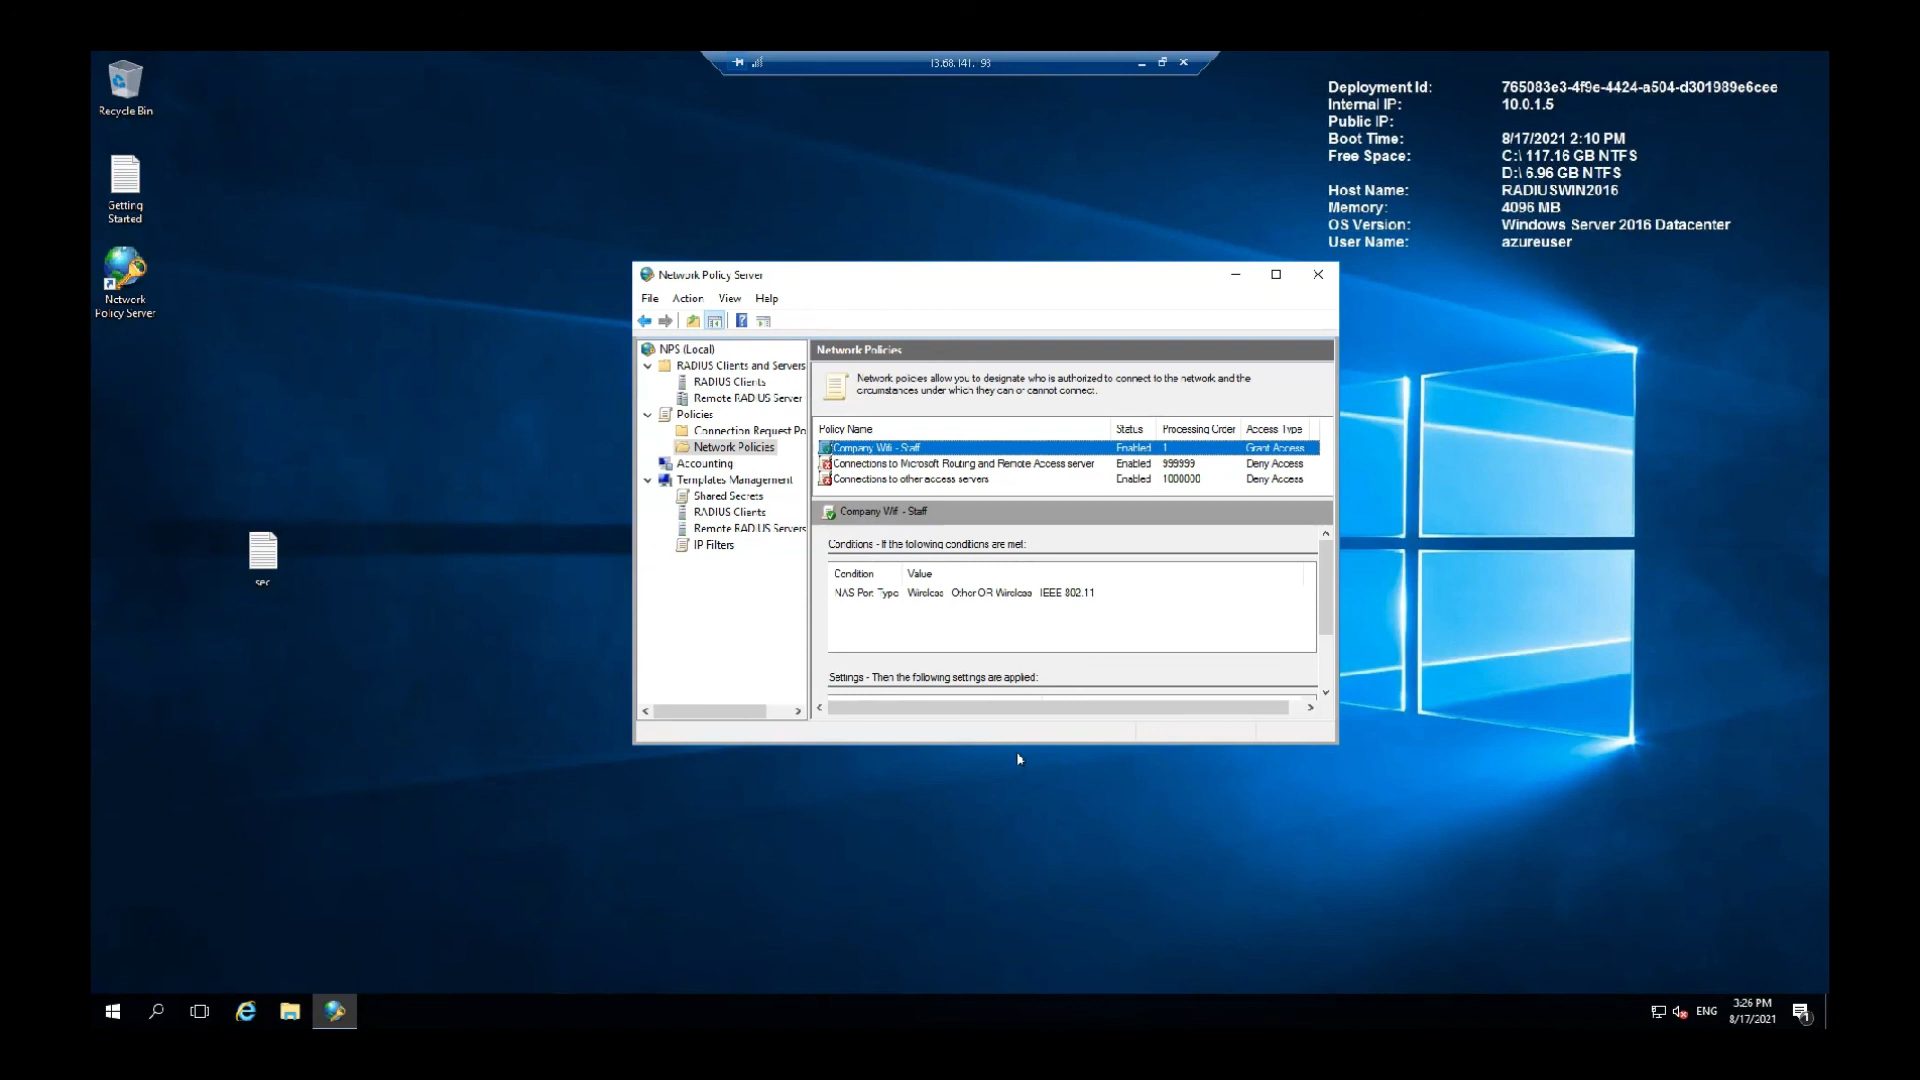 Recycle Bin
Getting
Started
Network
Policy Server
sec
Deployment Id: 765083e3-4f9e-4424-a504-d301989e6cee
Internal IP: 10.0.1.5
Public IP:
Boot Time: 8/17/2021 2:10 PM
Free Space: C:\ 117.16 GB NTFS
D:\ 6.96 GB NTFS
Host Name: RADIUSWIN2016
Memory: 4096 MB
OS Version: Windows Server 2016 Datacenter
User Name: azureuser
Network Policy Server
File Action View Help
NPS (Local)
RADIUS Clients and Servers
RADIUS Clients
Remote RADIUS Server
Policies
Connection Request Po
Network Policies
Accounting
Templates Management
Shared Secrets
RADIUS Clients
Remote RADIUS Servers
IP Filters
Network Policies
Network policies allow you to designate who is authorized to connect to the network and the
circumstances under which they can or cannot connect.
Policy Name Status Processing Order Access Type
Company Wifi - Staff Enabled 1 Grant Access
Connections to Microsoft Routing and Remote Access server Enabled 999999 Deny Access
Connections to other access servers Enabled 1000000 Deny Access
Company Wifi - Staff
Conditions - If the following conditions are met:
Condition Value
NAS Port Type Wireless - Other OR Wireless - IEEE 802.11
Settings - Then the following settings are applied:
ENG
3:26 PM
8/17/2021
1